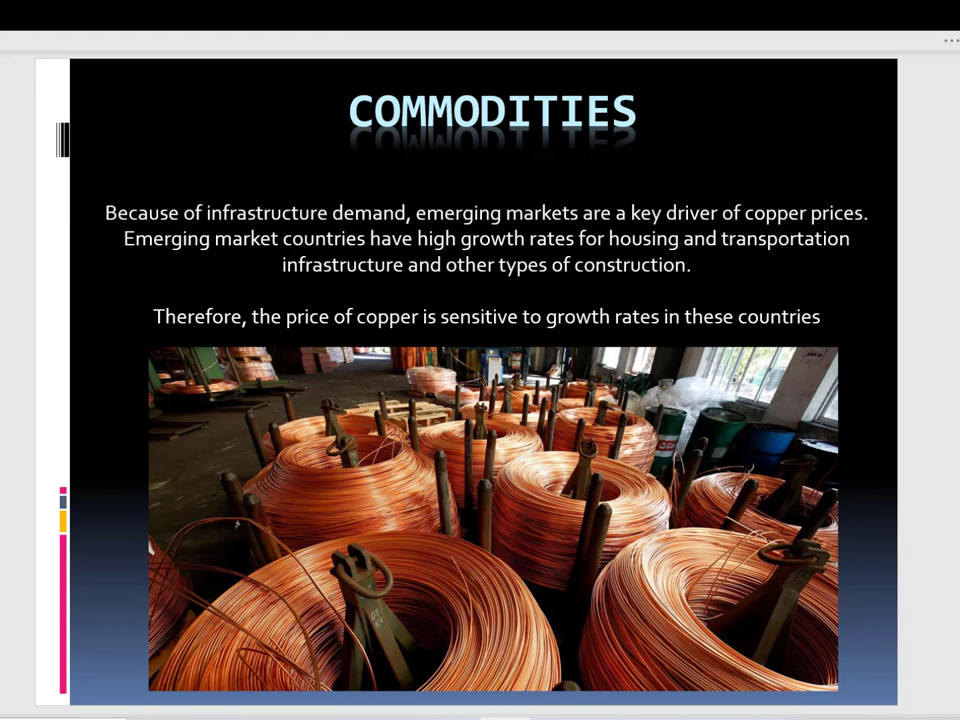 COMMODITIES
Because of infrastructure demand, emerging markets are a key driver of copper prices.
Emerging market countries have high growth rates for housing and transportation
infrastructure and other types of construction.
Therefore, the price of copper is sensitive to growth rates in these countries